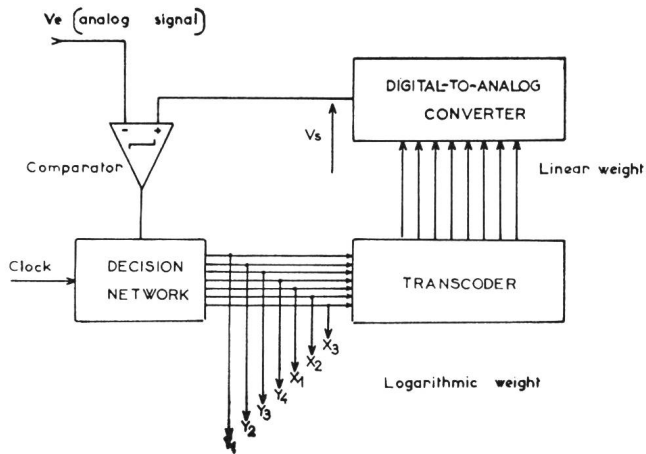 Ve (analog signal)
DIGITAL-TO-ANALOG
CONVERTER
- +
Vs
Comparator
Linear weight
Clock
DECISION
NETWORK
TRANSCODER
X3
X2
X1
Y4
Y3
Y2
Y1
Logarithmic weight